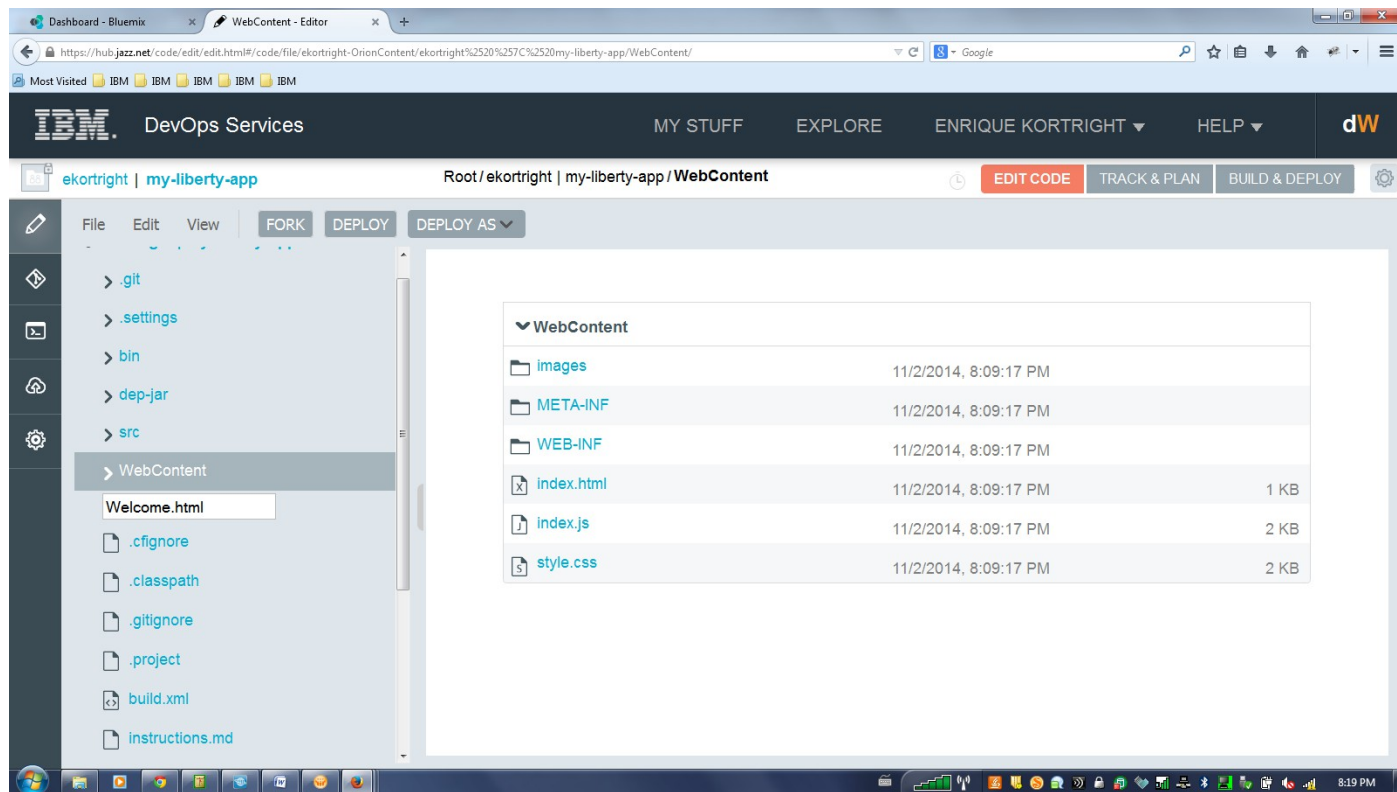 Dashboard - Bluemix
WebContent - Editor
https://hub.jazz.net/code/edit/edit.html#/code/file/ekortright-OrionContent/ekortright%2520%257C%2520my-liberty-app/WebContent/
Google
Most Visited IBM IBM IBM IBM IBM
IBM. DevOps Services MY STUFF EXPLORE ENRIQUE KORTRIGHT HELP dW
ekortright | my-liberty-app Root / ekortright | my-liberty-app / WebContent EDIT CODE TRACK & PLAN BUILD & DEPLOY
File Edit View FORK DEPLOY DEPLOY AS
.git
.settings
bin
dep-jar
src
WebContent
Welcome.html
.cfignore
.classpath
.gitignore
.project
build.xml
instructions.md
WebContent
images 11/2/2014, 8:09:17 PM
META-INF 11/2/2014, 8:09:17 PM
WEB-INF 11/2/2014, 8:09:17 PM
index.html 11/2/2014, 8:09:17 PM 1 KB
index.js 11/2/2014, 8:09:17 PM 2 KB
style.css 11/2/2014, 8:09:17 PM 2 KB
8:19 PM